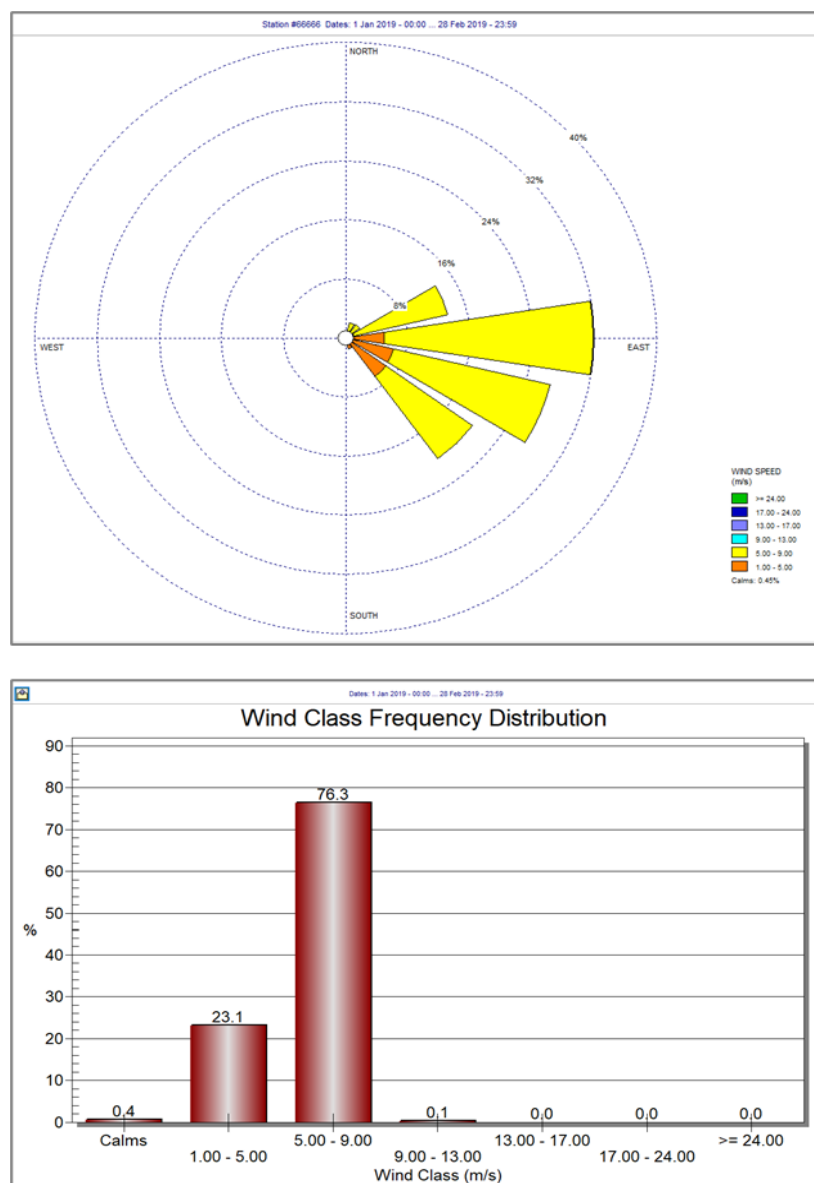 Station #66666 Dates: 1 Jan 2019 - 00:00 ... 28 Feb 2019 - 23:59
NORTH
40%
32%
24%
16%
8%
WEST
EAST
SOUTH
WIND SPEED
(m/s)
>= 24.00
17.00 - 24.00
13.00 - 17.00
9.00 - 13.00
5.00 - 9.00
1.00 - 5.00
Calms: 0.45%
Dates: 1 Jan 2019 - 00:00 ... 28 Feb 2019 - 23:59
Wind Class Frequency Distribution
90
80
70
60
50
40
30
20
10
0
%
0.4
23.1
76.3
0.1
0.0
0.0
0.0
Calms
1.00 - 5.00
5.00 - 9.00
9.00 - 13.00
13.00 - 17.00
17.00 - 24.00
>= 24.00
Wind Class (m/s)